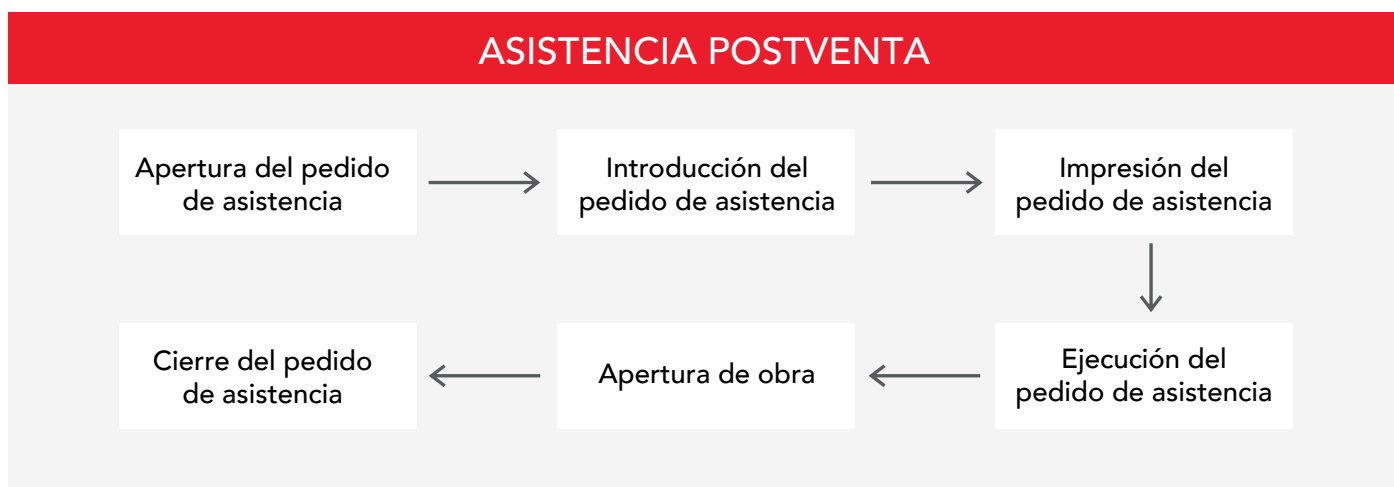 ASISTENCIA POSTVENTA
Apertura del pedido
de asistencia
Introducción del
pedido de asistencia
Impresión del
pedido de asistencia
Ejecución del
pedido de asistencia
Apertura de obra
Cierre del pedido
de asistencia